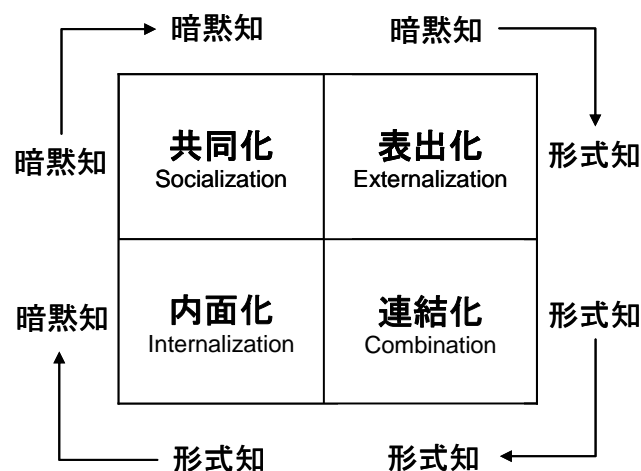 暗黙知
暗黙知
暗黙知
共同化
Socialization
表出化
Externalization
形式知
暗黙知
内面化
Internalization
連結化
Combination
形式知
形式知
形式知